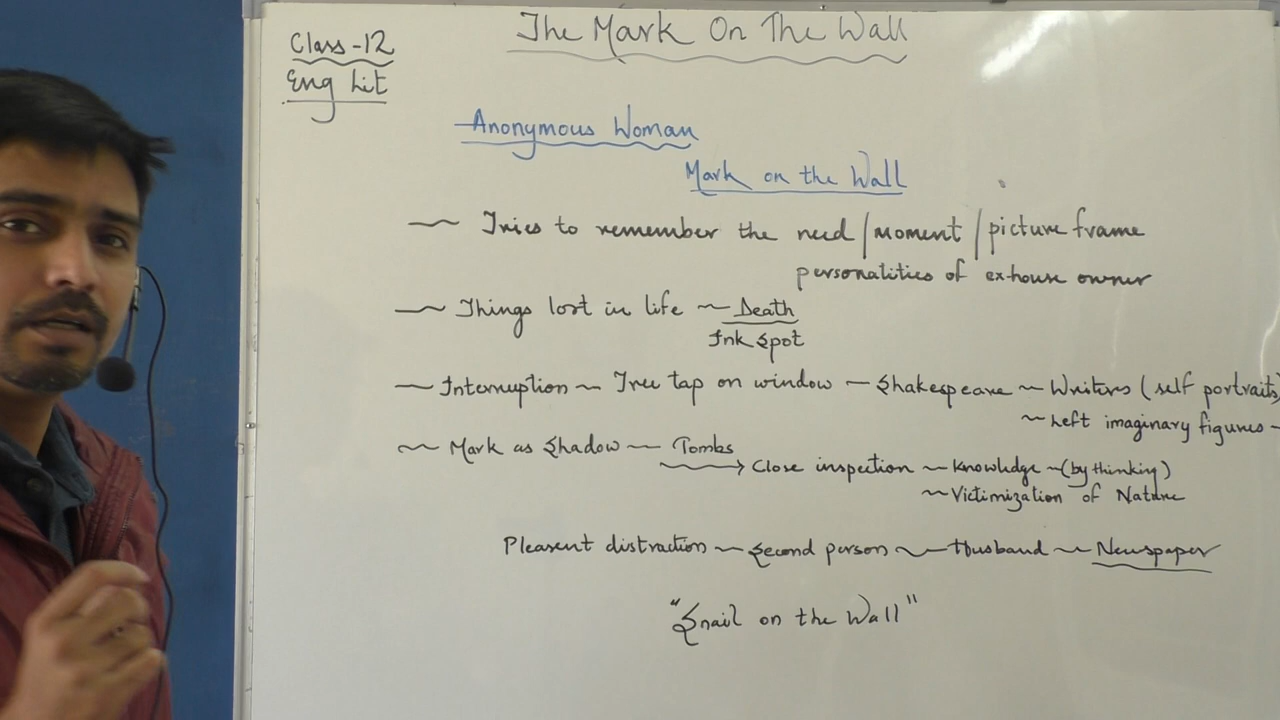 The Mark On The Wall
Class-12
Eng Lit
Anonymous Woman
Mark on the Wall
~ Tries to remember the need / moment / picture frame
personalities of exhouse owner
~ Things lost in life ~ Death
Ink Spot
~ Interruption ~ Tree tap on window ~ Shakespeare ~ Writers (self portraits)
~ Left imaginary figures -
~ Mark as Shadow ~ Tombs
→ Close inspection ~ Knowledge ~ (by thinking)
~ Victimization of Nature
Pleasent distraction ~ Second person ~ Husband ~ Newspaper
"Snail on the Wall"